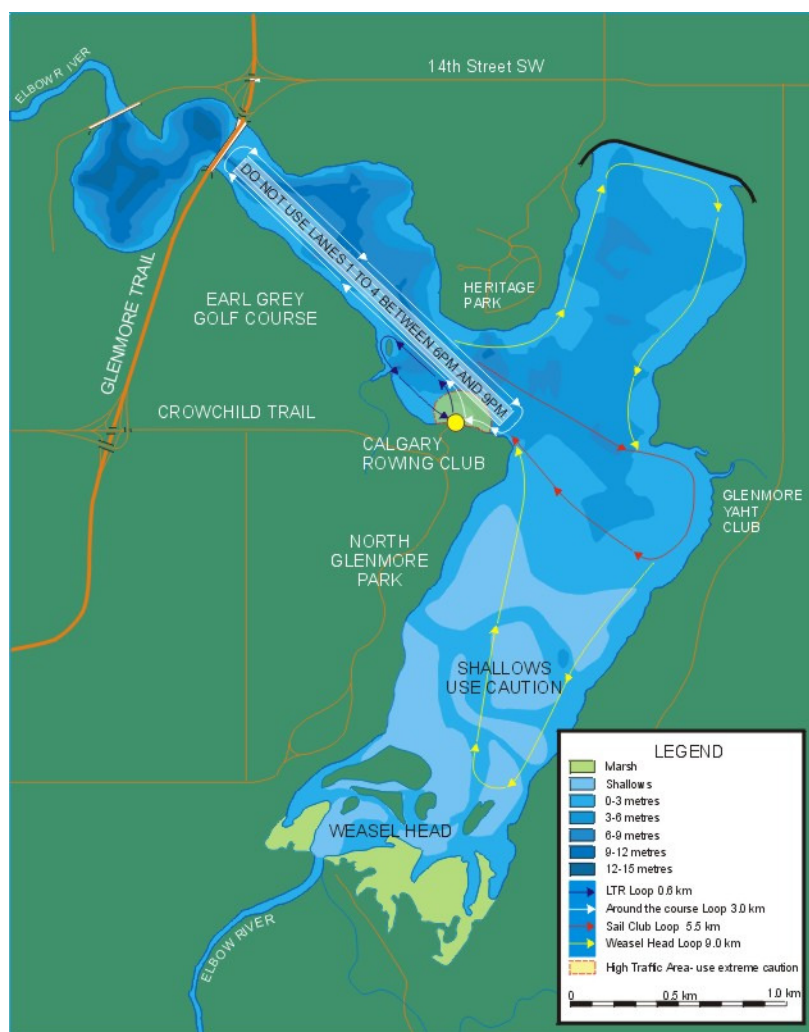 ELBOW RIVER
14th Street SW
DO NOT USE LANES 1 TO 4 BETWEEN 6PM AND 9PM
GLENMORE TRAIL
EARL GREY
GOLF COURSE
HERITAGE
PARK
CROWCHILD TRAIL
CALGARY
ROWING CLUB
GLENMORE
YAHT
CLUB
NORTH
GLENMORE
PARK
SHALLOWS
USE CAUTION
WEASEL HEAD
ELBOW RIVER
LEGEND
Marsh
Shallows
0-3 metres
3-6 metres
6-9 metres
9-12 metres
12-15 metres
LTR Loop 0.6 km
Around the course Loop 3.0 km
Sail Club Loop 5.5 km
Weasel Head Loop 9.0 km
High Traffic Area- use extreme caution
0 0.5 km 1.0 km